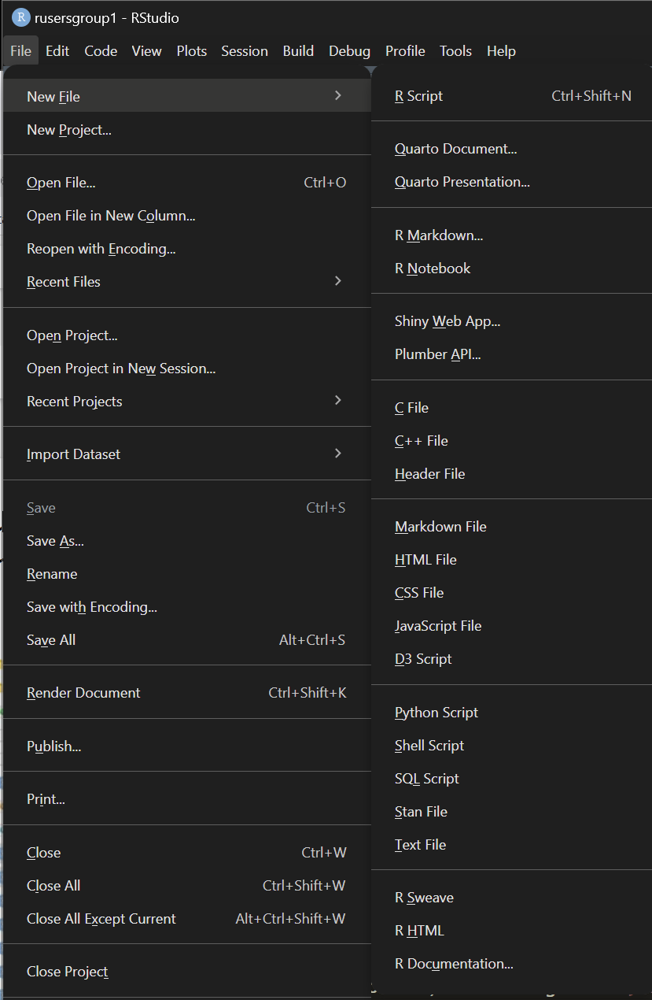 R rusersgroup1 - RStudio
File Edit Code View Plots Session Build Debug Profile Tools Help
New File
New Project...
Open File... Ctrl+O
Open File in New Column...
Reopen with Encoding...
Recent Files
Open Project...
Open Project in New Session...
Recent Projects
Import Dataset
Save Ctrl+S
Save As...
Rename
Save with Encoding...
Save All Alt+Ctrl+S
Render Document Ctrl+Shift+K
Publish...
Print...
Close Ctrl+W
Close All Ctrl+Shift+W
Close All Except Current Alt+Ctrl+Shift+W
Close Project
R Script Ctrl+Shift+N
Quarto Document...
Quarto Presentation...
R Markdown...
R Notebook
Shiny Web App...
Plumber API...
C File
C++ File
Header File
Markdown File
HTML File
CSS File
JavaScript File
D3 Script
Python Script
Shell Script
SQL Script
Stan File
Text File
R Sweave
R HTML
R Documentation...